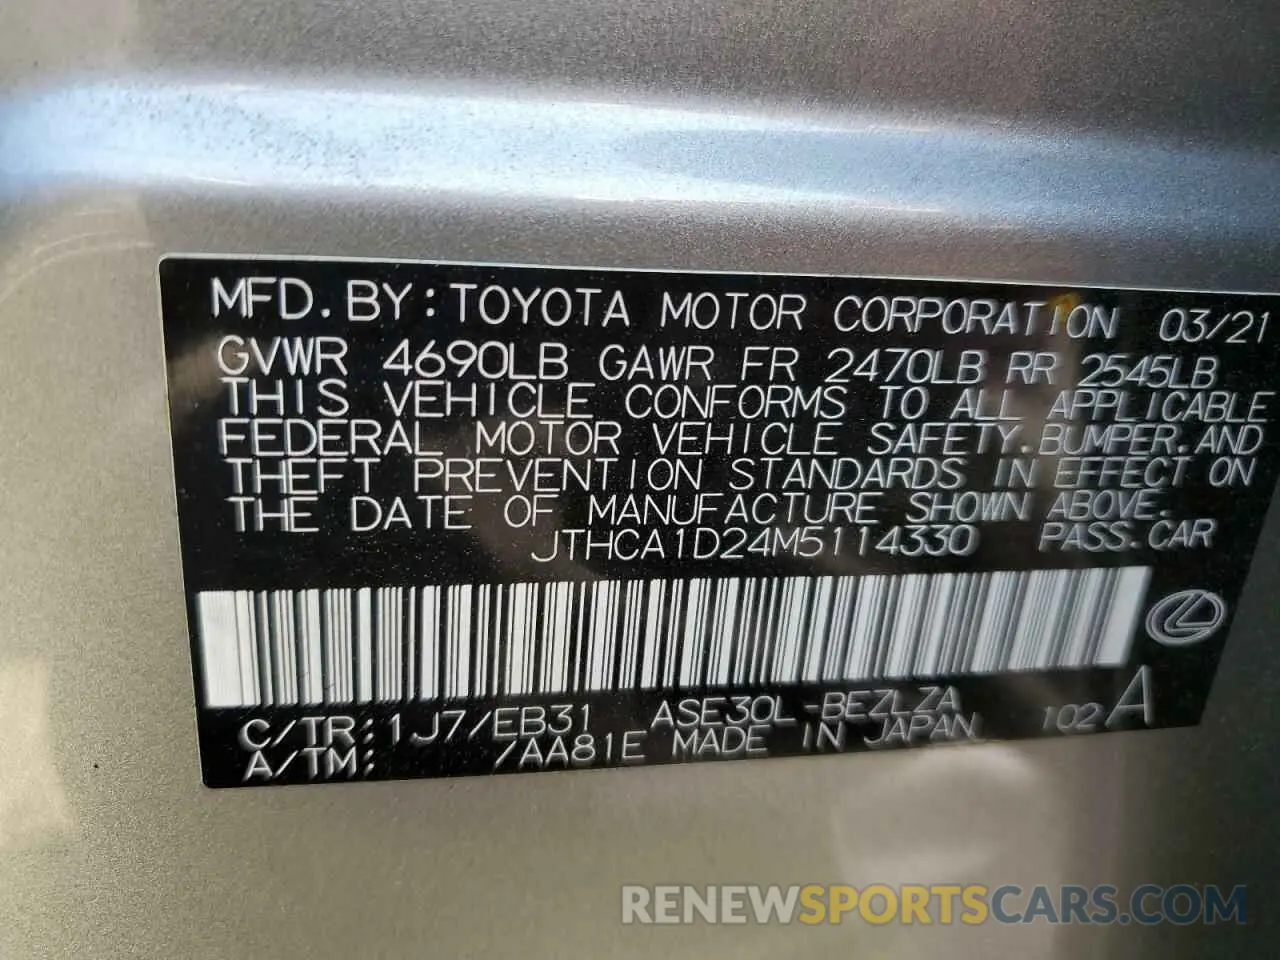 MFD. BY: TOYOTA MOTOR CORPORATION 03/21
GVWR 4690LB GAWR FR 2470LB RR 2545LB
THIS VEHICLE CONFORMS TO ALL APPLICABLE
FEDERAL MOTOR VEHICLE SAFETY.BUMPER.AND
THEFT PREVENTION STANDARDS IN EFFECT ON
THE DATE OF MANUFACTURE SHOWN ABOVE.
JTHCA1D24M5114330 PASS.CAR
C/TR: 1J7/EB31 ASE30L-BEZLZA 102 A
A/TM: /AA81E MADE IN JAPAN
RENEWSPORTSCARS.COM